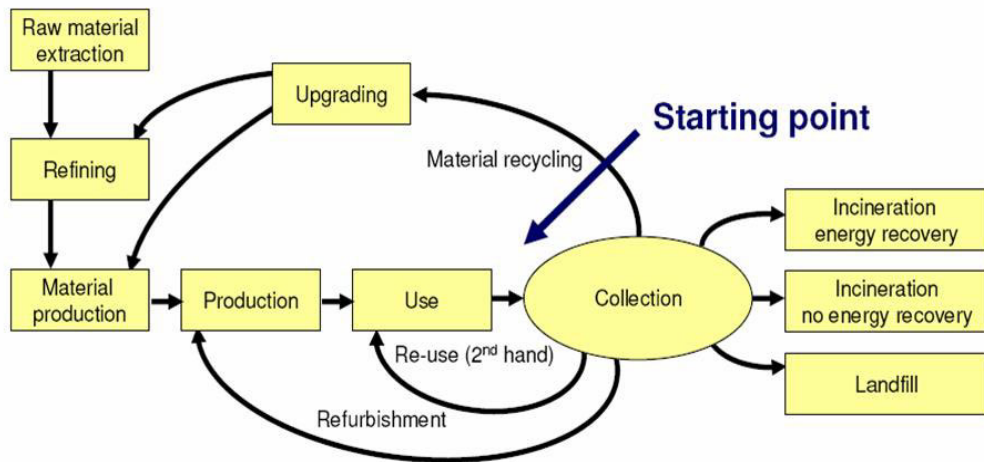 Raw material
extraction
Upgrading
Starting point
Refining
Material recycling
Incineration
energy recovery
Material
production
Production
Use
Collection
Incineration
no energy recovery
Re-use (2nd hand)
Landfill
Refurbishment